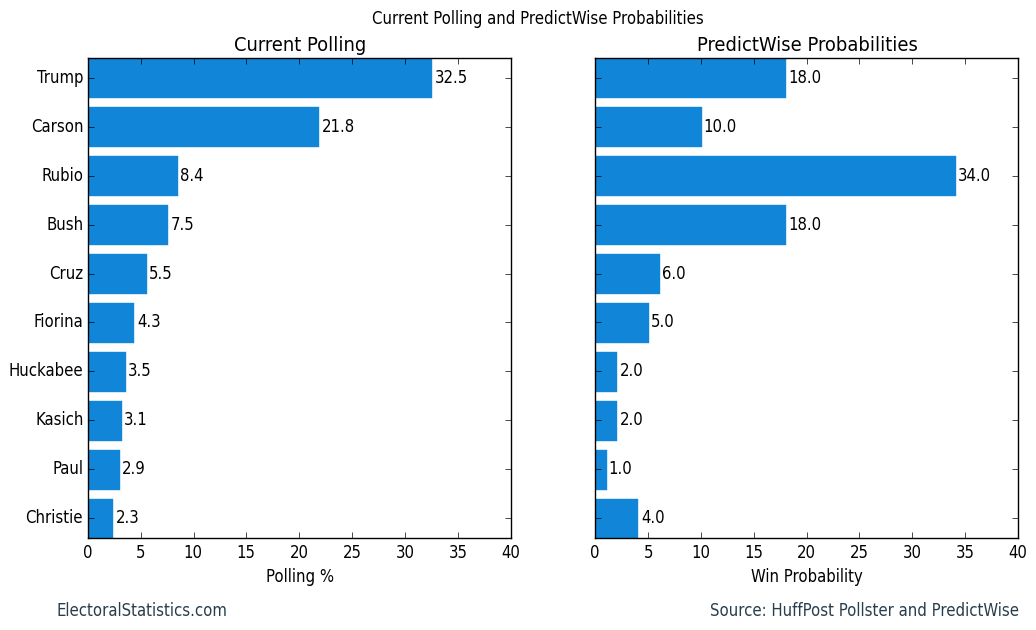 Current Polling and PredictWise Probabilities
Current Polling
PredictWise Probabilities
Trump 32.5 18.0
Carson 21.8 10.0
Rubio 8.4 34.0
Bush 7.5 18.0
Cruz 5.5 6.0
Fiorina 4.3 5.0
Huckabee 3.5 2.0
Kasich 3.1 2.0
Paul 2.9 1.0
Christie 2.3 4.0
0 5 10 15 20 25 30 35 40
0 5 10 15 20 25 30 35 40
Polling %
Win Probability
ElectoralStatistics.com
Source: HuffPost Pollster and PredictWise